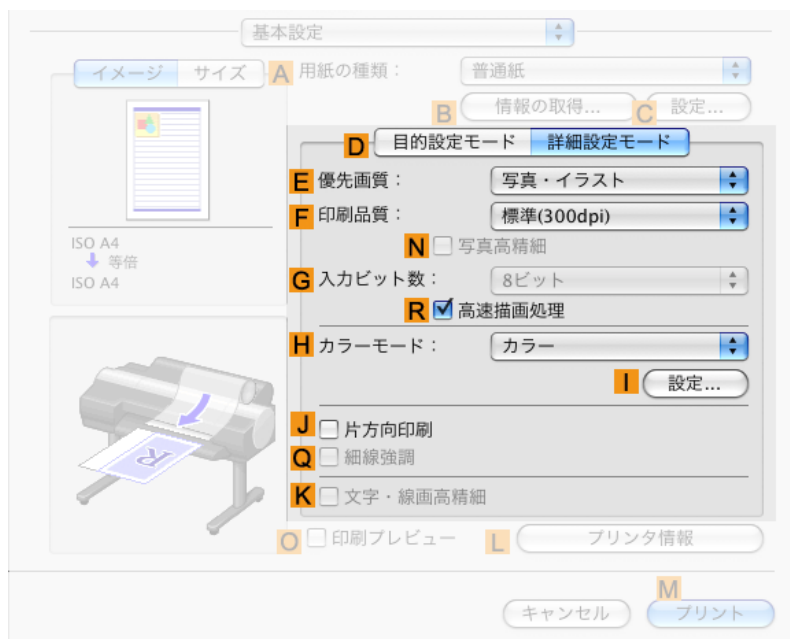 基本設定
イメージ サイズ
A 用紙の種類： 普通紙
B 情報の取得... C 設定...
D 目的設定モード 詳細設定モード
E 優先画質： 写真・イラスト
F 印刷品質： 標準(300dpi)
N 写真高精細
G 入力ビット数： 8ビット
R 高速描画処理
H カラーモード： カラー
I 設定...
J 片方向印刷
Q 細線強調
K 文字・線画高精細
ISO A4
等倍
ISO A4
R
O 印刷プレビュー L プリンタ情報
キャンセル M プリント